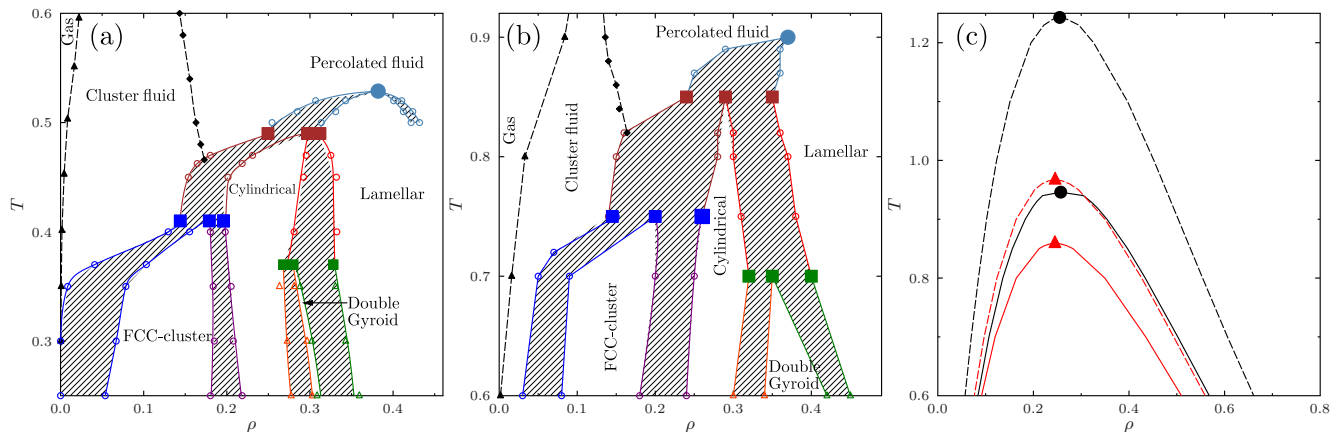 (a)
Gas
Cluster fluid
Percolated fluid
Cylindrical
Lamellar
FCC-cluster
Double
Gyroid
0.6
0.5
0.4
0.3
T
0.0 0.1 0.2 0.3 0.4
ρ
(b)
Gas
Cluster fluid
Percolated fluid
Lamellar
Cylindrical
FCC-cluster
Double
Gyroid
0.9
0.8
0.7
0.6
T
0.0 0.1 0.2 0.3 0.4
ρ
(c)
1.2
1.0
0.8
0.6
T
0.0 0.2 0.4 0.6 0.8
ρ